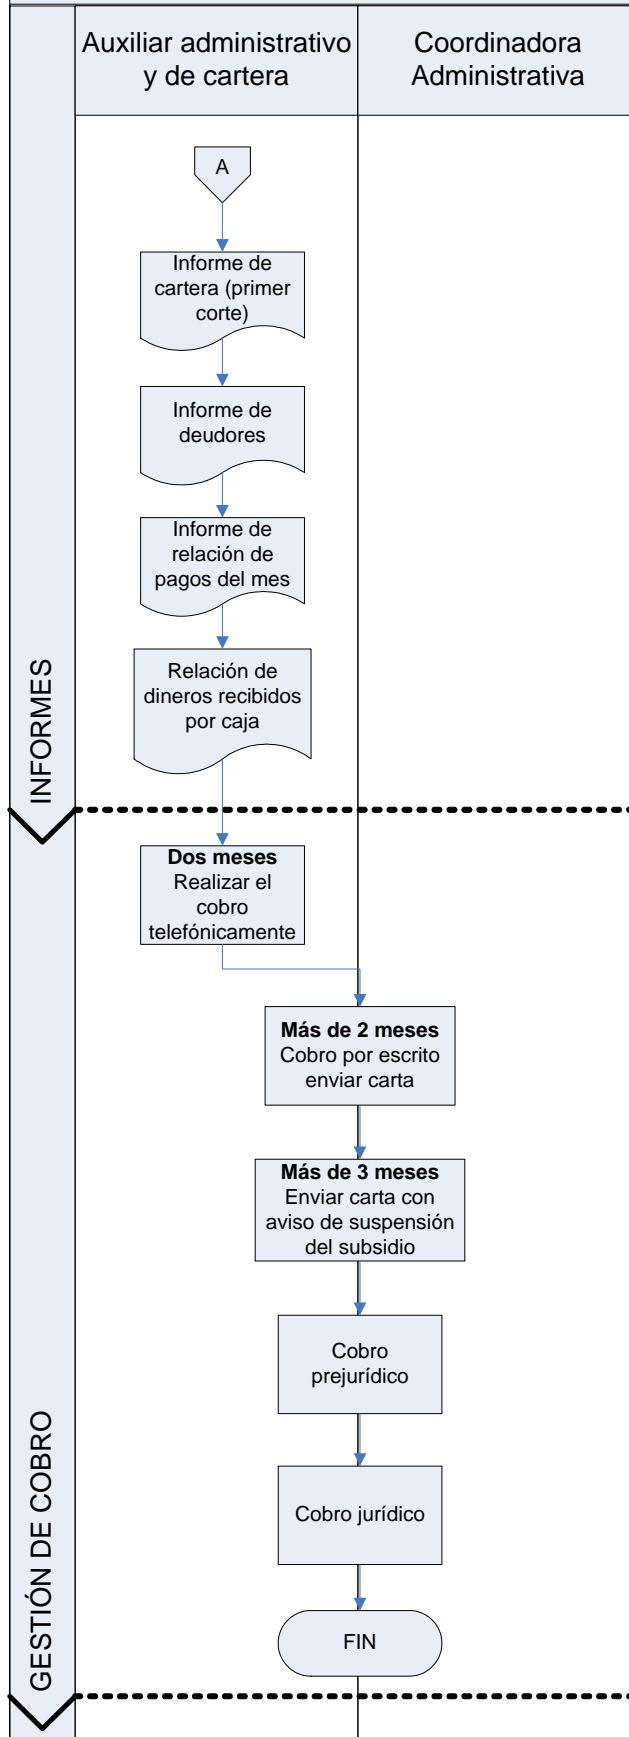 Auxiliar administrativo
y de cartera
Coordinadora
Administrativa
A
Informe de
cartera (primer
corte)
Informe de
deudores
Informe de
relación de
pagos del mes
Relación de
dineros recibidos
por caja
INFORMES
Dos meses
Realizar el
cobro
telefónicamente
Más de 2 meses
Cobro por escrito
enviar carta
Más de 3 meses
Enviar carta con
aviso de suspensión
del subsidio
Cobro
prejurídico
Cobro jurídico
FIN
GESTIÓN DE COBRO